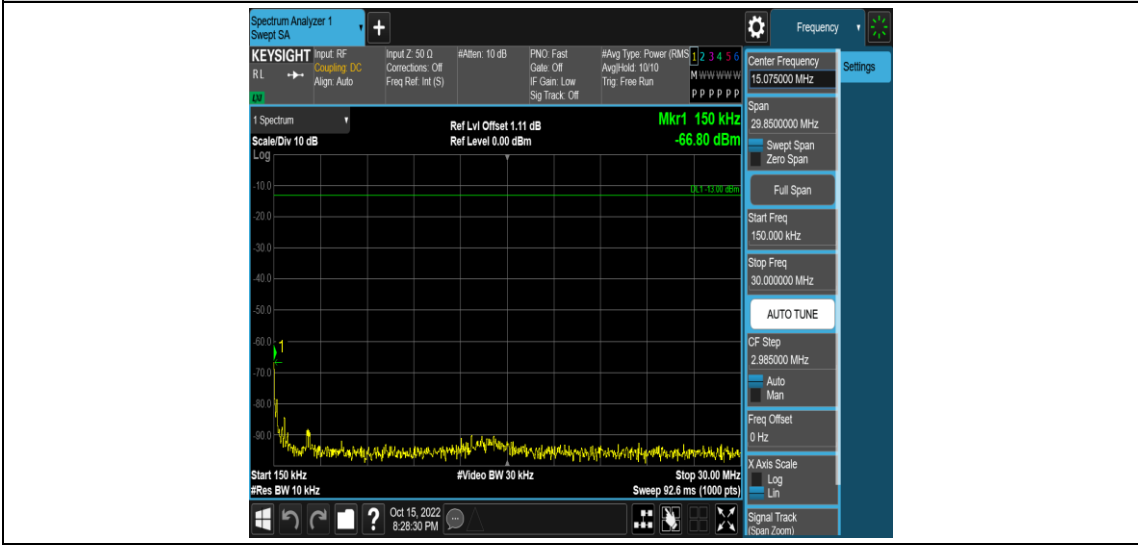 Spectrum Analyzer 1
Swept SA
+
Frequency
KEYSIGHT
RL
LXI
Input: RF
Coupling: DC
Align: Auto
Input Z: 50 Ω
Corrections: Off
Freq Ref: Int (S)
#Atten: 10 dB
PNO: Fast
Gate: Off
IF Gain: Low
Sig Track: Off
#Avg Type: Power (RMS
Avg|Hold: 10/10
Trig: Free Run
1 2 3 4 5 6
M W W W W W
P P P P P P
1 Spectrum
Scale/Div 10 dB
Log
Ref Lvl Offset 1.11 dB
Ref Level 0.00 dBm
Mkr1 150 kHz
-66.80 dBm
DL1 -13.00 dBm
-10.0
-20.0
-30.0
-40.0
-50.0
-60.0
-70.0
-80.0
-90.0
1
Start 150 kHz
#Video BW 30 kHz
Stop 30.00 MHz
#Res BW 10 kHz
Sweep 92.6 ms (1000 pts)
Center Frequency
15.075000 MHz
Settings
Span
29.8500000 MHz
Swept Span
Zero Span
Full Span
Start Freq
150.000 kHz
Stop Freq
30.000000 MHz
AUTO TUNE
CF Step
2.985000 MHz
Auto
Man
Freq Offset
0 Hz
X Axis Scale
Log
Lin
Signal Track
(Span Zoom)
?
Oct 15, 2022
8:28:30 PM